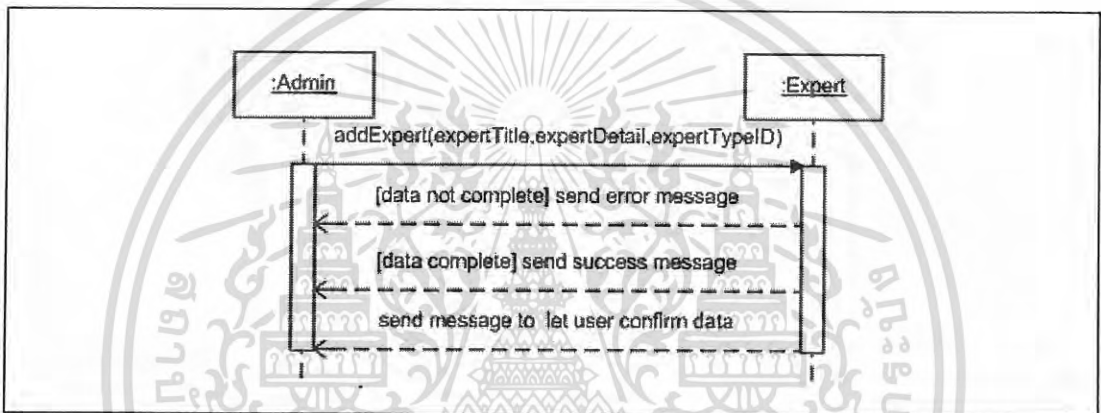 :Admin
:Expert
addExpert(expertTitle,expertDetail,expertTypeID)
[data not complete] send error message
[data complete] send success message
send message to let user confirm data